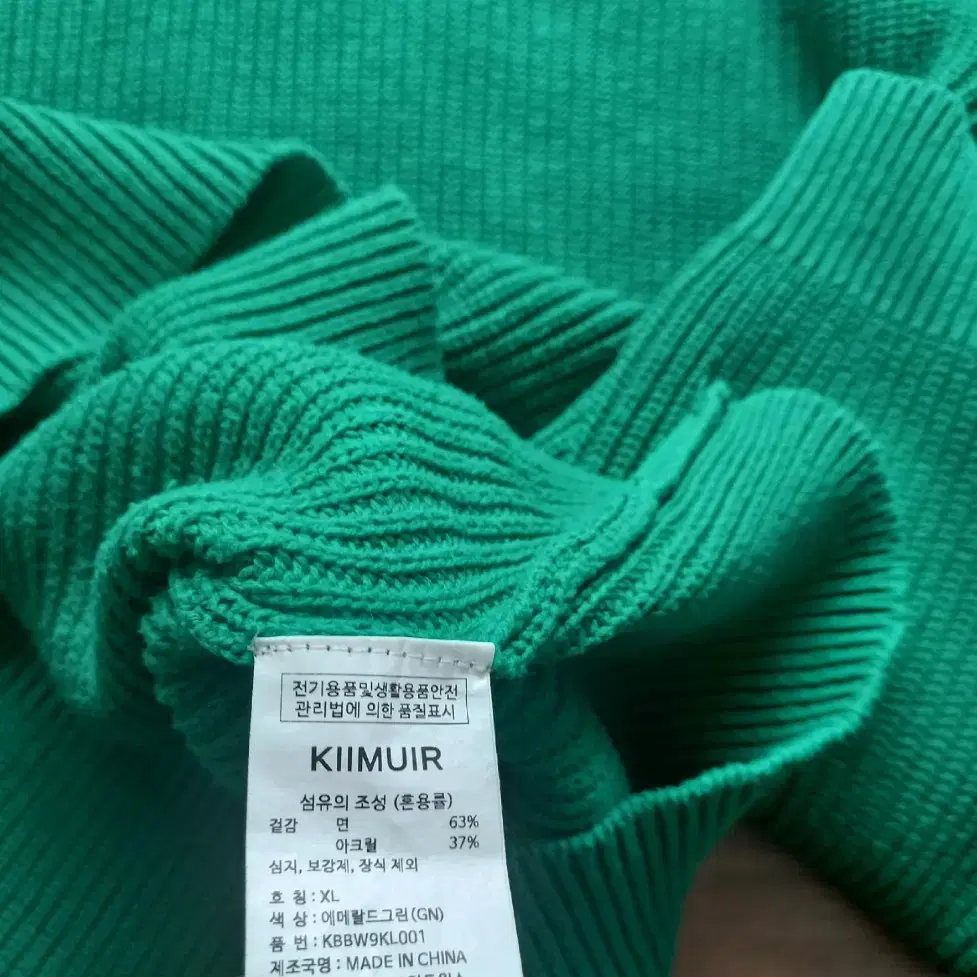 전기용품및생활용품안전
관리법에 의한 품질표시
KIIMUIR
섬유의 조성 (혼용률)
겉감 면 63%
아크릴 37%
심지, 보강제, 장식 제외
호 칭 : XL
색 상 : 에메랄드그린(GN)
품 번 : KBBW9KL001
제조국명 : MADE IN CHINA